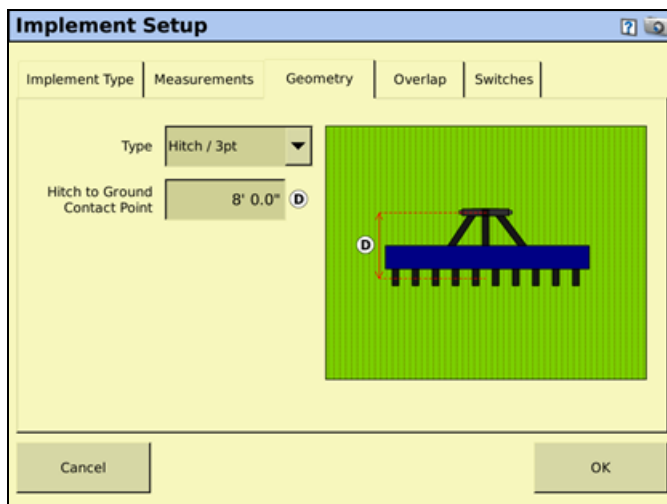 Implement Setup
?
Implement Type
Measurements
Geometry
Overlap
Switches
Type
Hitch / 3pt
Hitch to Ground
Contact Point
8' 0.0"
D
D
Cancel
OK